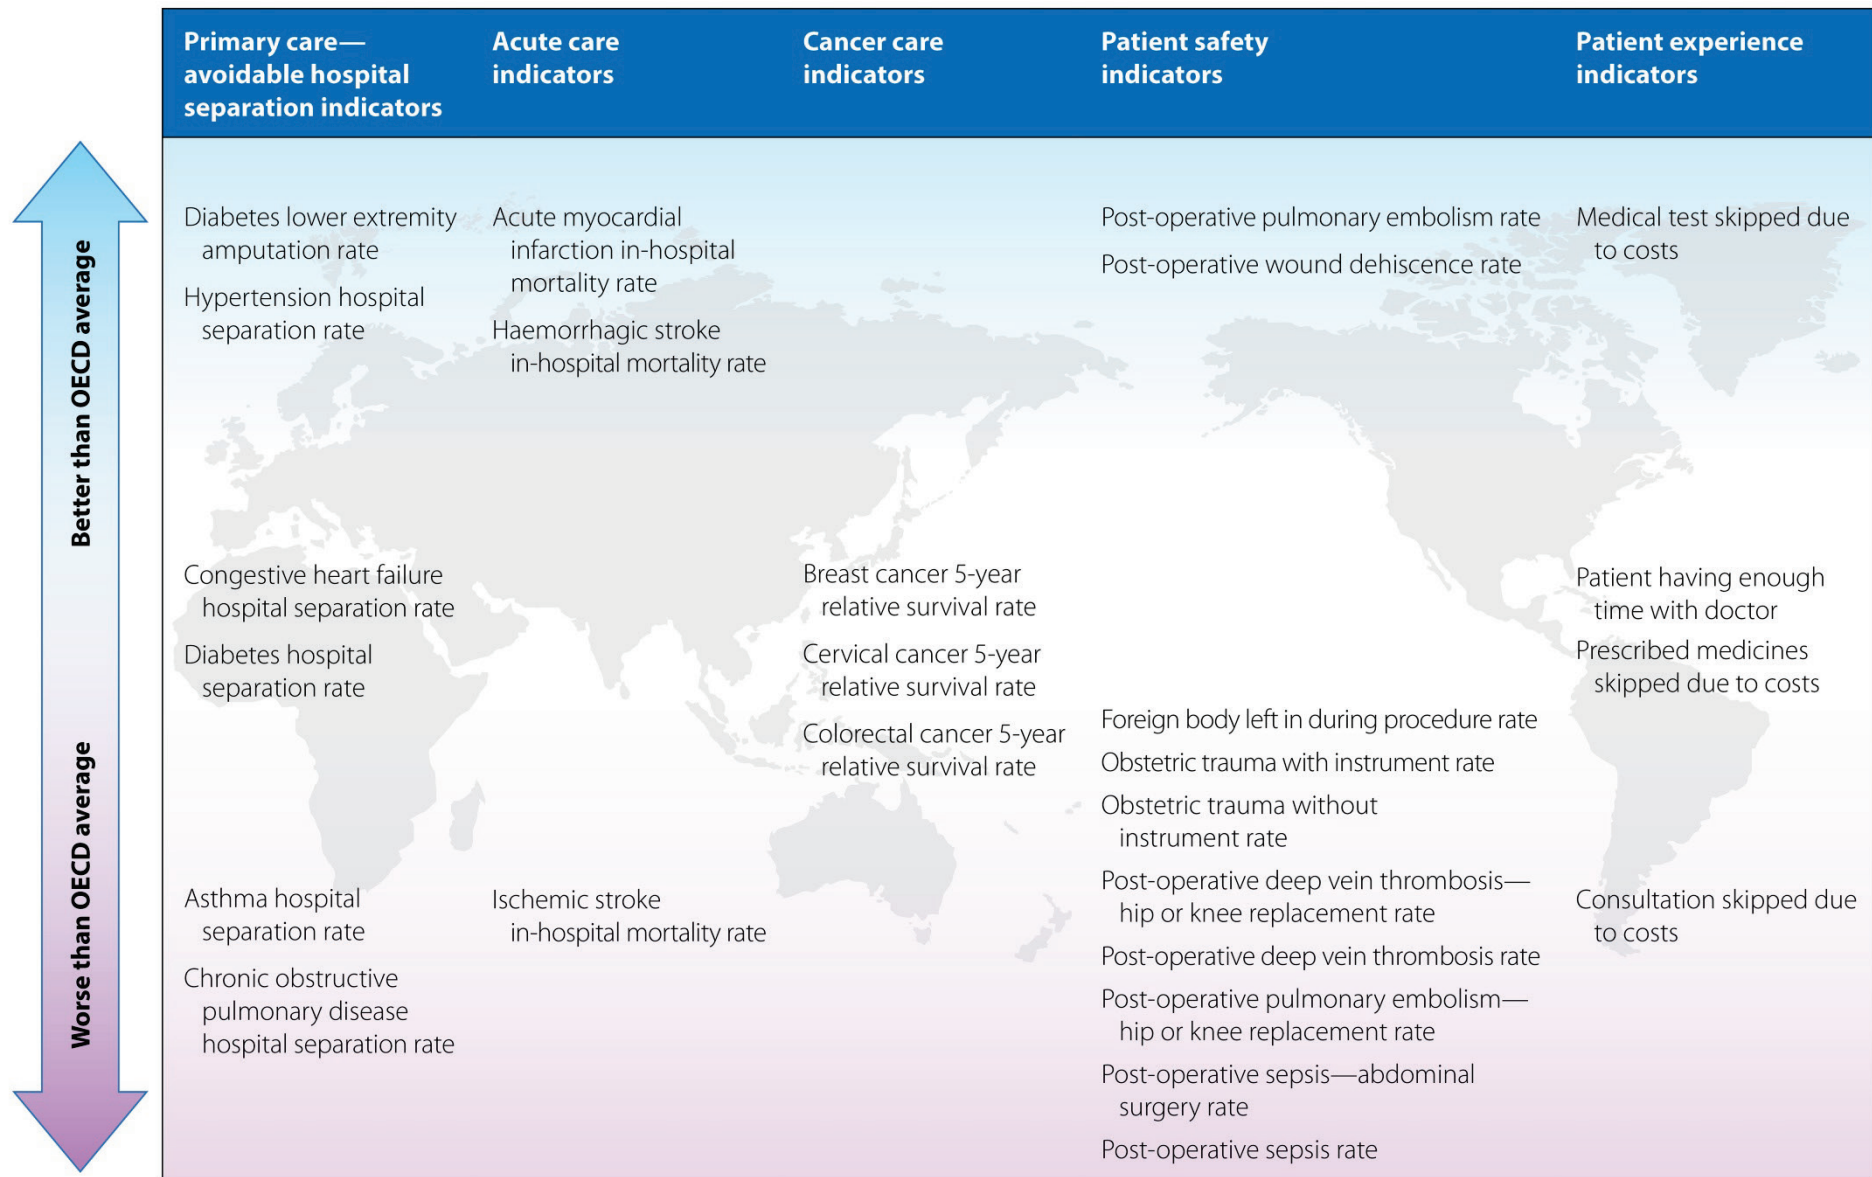 Primary care—
avoidable hospital
separation indicators
Acute care
indicators
Cancer care
indicators
Patient safety
indicators
Patient experience
indicators
Better than OECD average
Worse than OECD average
Diabetes lower extremity
amputation rate
Hypertension hospital
separation rate
Congestive heart failure
hospital separation rate
Diabetes hospital
separation rate
Asthma hospital
separation rate
Chronic obstructive
pulmonary disease
hospital separation rate
Acute myocardial
infarction in-hospital
mortality rate
Haemorrhagic stroke
in-hospital mortality rate
Ischemic stroke
in-hospital mortality rate
Breast cancer 5-year
relative survival rate
Cervical cancer 5-year
relative survival rate
Colorectal cancer 5-year
relative survival rate
Post-operative pulmonary embolism rate
Post-operative wound dehiscence rate
Foreign body left in during procedure rate
Obstetric trauma with instrument rate
Obstetric trauma without
instrument rate
Post-operative deep vein thrombosis—
hip or knee replacement rate
Post-operative deep vein thrombosis rate
Post-operative pulmonary embolism—
hip or knee replacement rate
Post-operative sepsis—abdominal
surgery rate
Post-operative sepsis rate
Medical test skipped due
to costs
Patient having enough
time with doctor
Prescribed medicines
skipped due to costs
Consultation skipped due
to costs